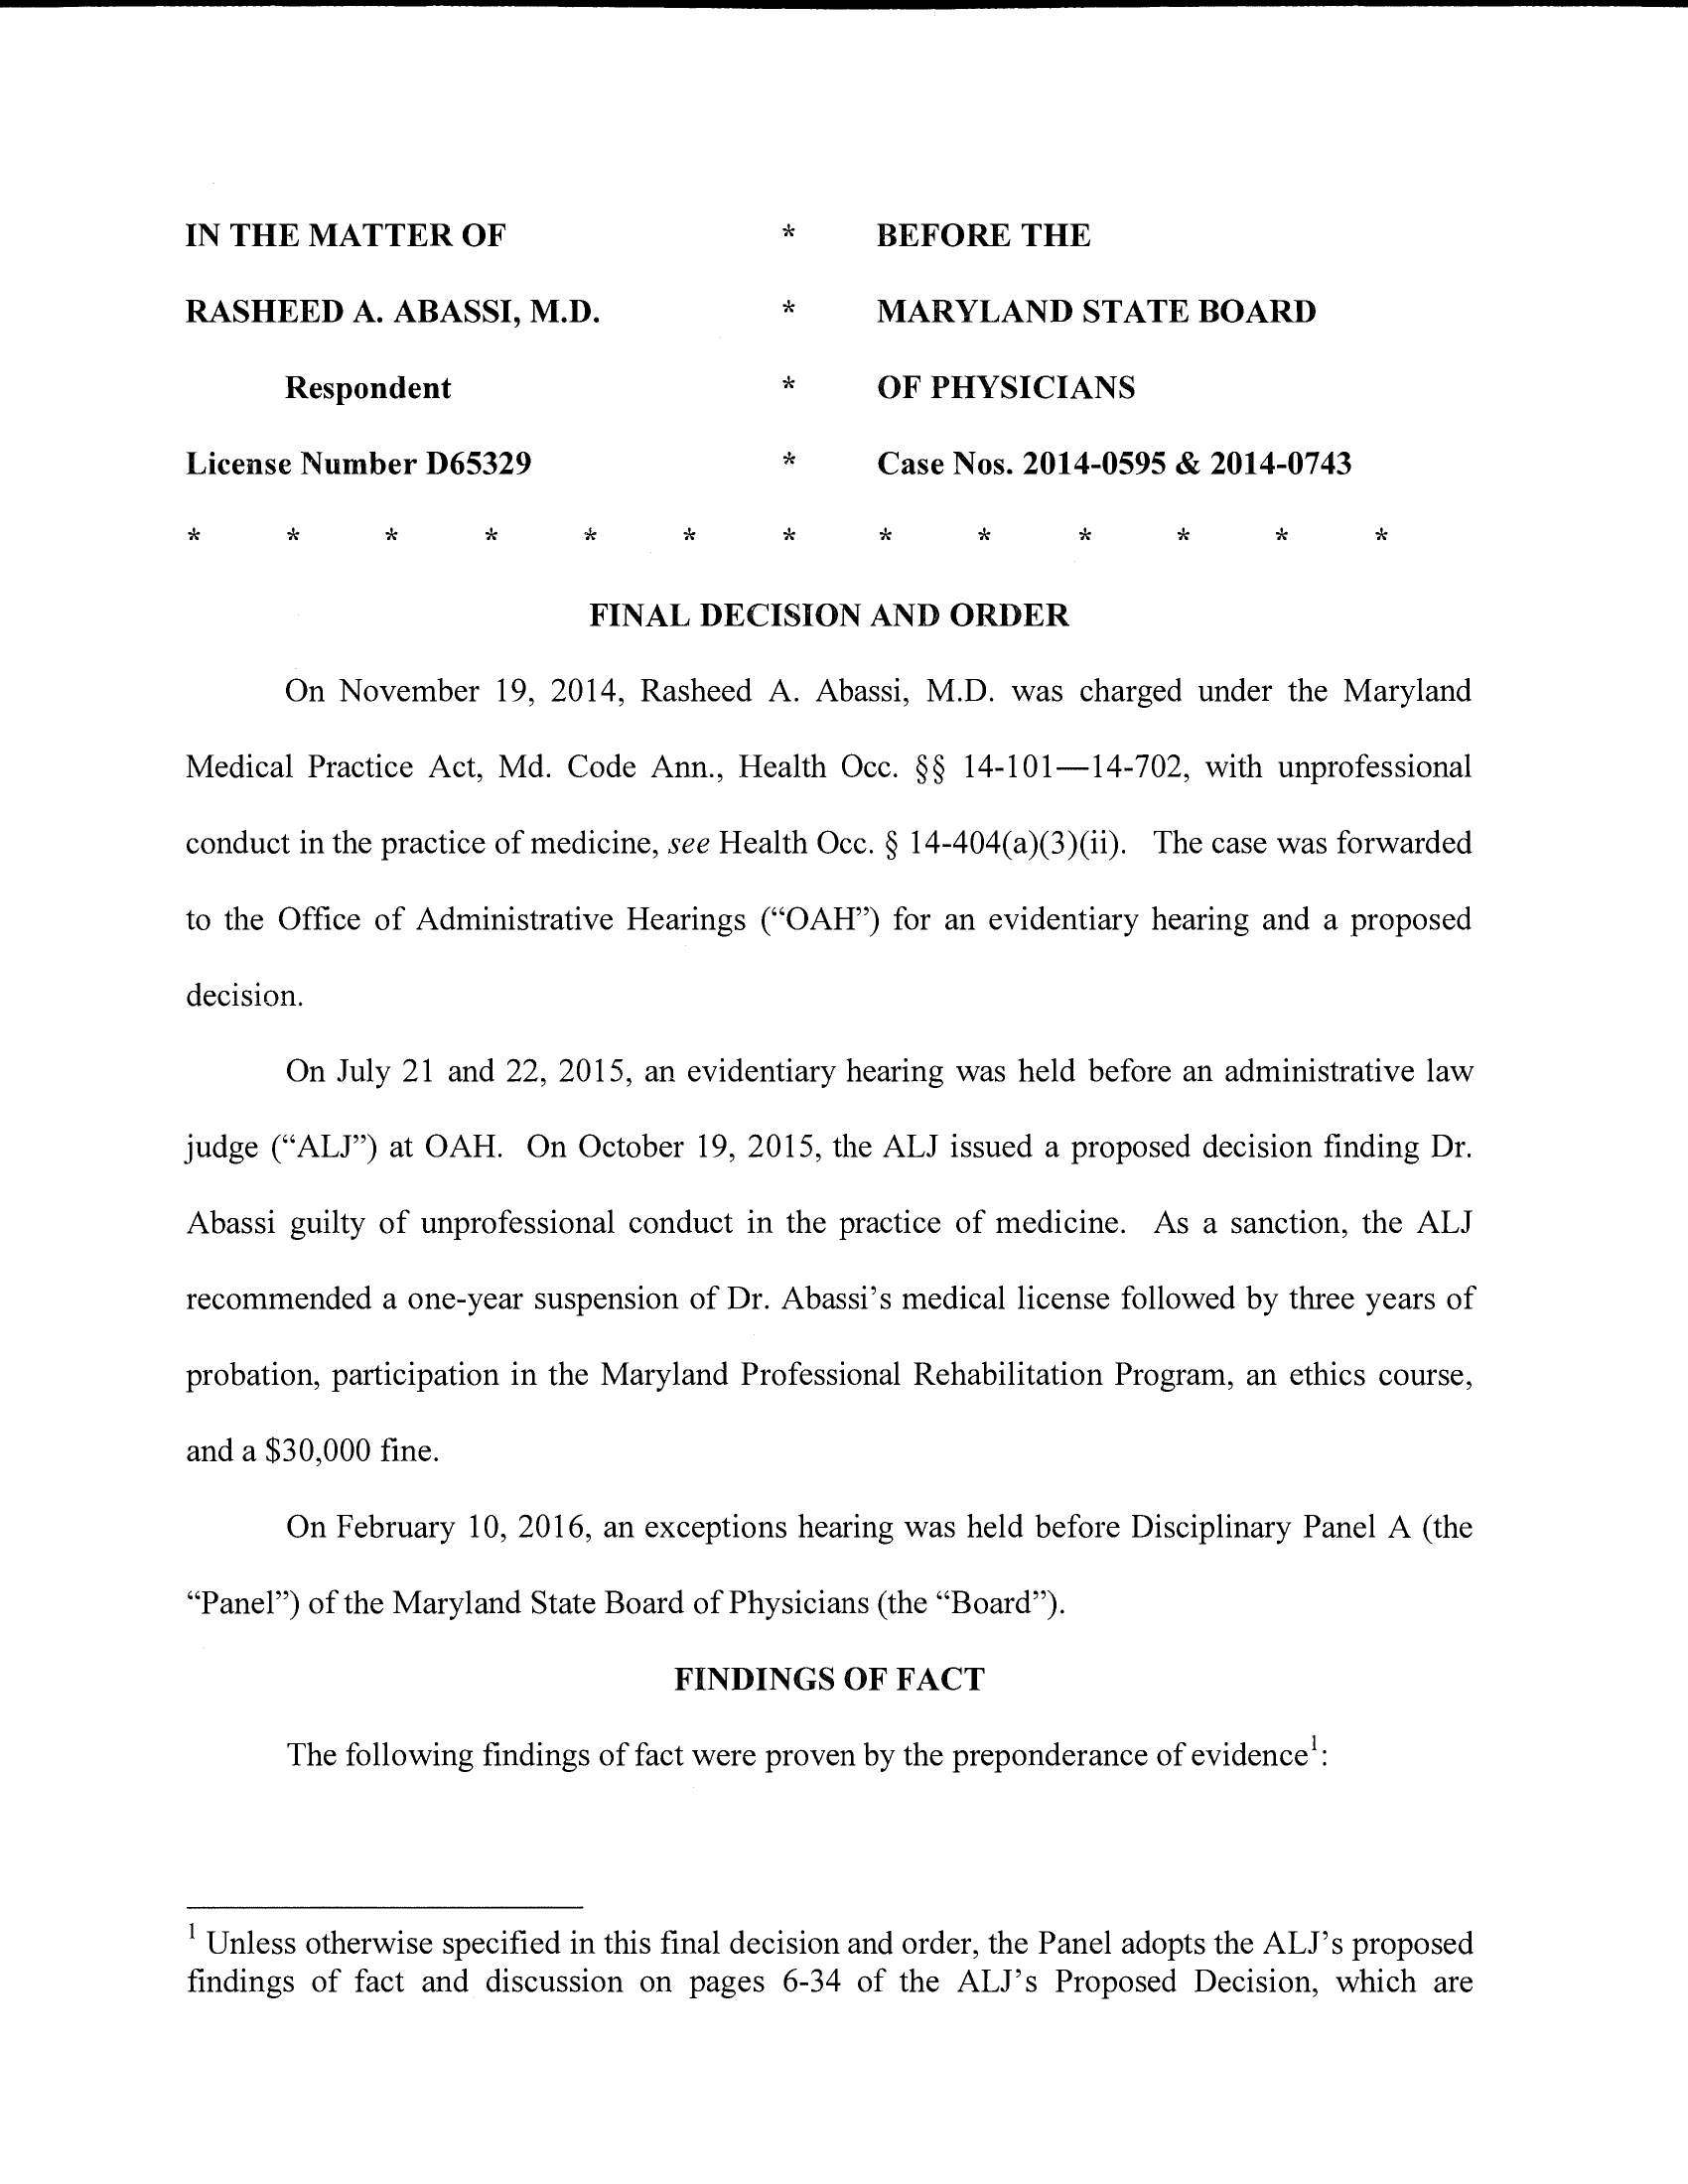 IN THE MATTER OF * BEFORE THE
RASHEED A. ABASSI, M.D. * MARYLAND STATE BOARD
Respondent * OF PHYSICIANS
License Number D65329 * Case Nos. 2014-0595 & 2014-0743
* * * * * * * * * * * * *
FINAL DECISION AND ORDER
On November 19, 2014, Rasheed A. Abassi, M.D. was charged under the Maryland
Medical Practice Act, Md. Code Ann., Health Occ. §§ 14-101—14-702, with unprofessional
conduct in the practice of medicine, see Health Occ. § 14-404(a)(3)(ii). The case was forwarded
to the Office of Administrative Hearings (“OAH”) for an evidentiary hearing and a proposed
decision.
On July 21 and 22, 2015, an evidentiary hearing was held before an administrative law
judge (“ALJ”) at OAH. On October 19, 2015, the ALJ issued a proposed decision finding Dr.
Abassi guilty of unprofessional conduct in the practice of medicine. As a sanction, the ALJ
recommended a one-year suspension of Dr. Abassi’s medical license followed by three years of
probation, participation in the Maryland Professional Rehabilitation Program, an ethics course,
and a $30,000 fine.
On February 10, 2016, an exceptions hearing was held before Disciplinary Panel A (the
“Panel”) of the Maryland State Board of Physicians (the “Board”).
FINDINGS OF FACT
The following findings of fact were proven by the preponderance of evidence¹:
¹ Unless otherwise specified in this final decision and order, the Panel adopts the ALJ’s proposed
findings of fact and discussion on pages 6-34 of the ALJ’s Proposed Decision, which are